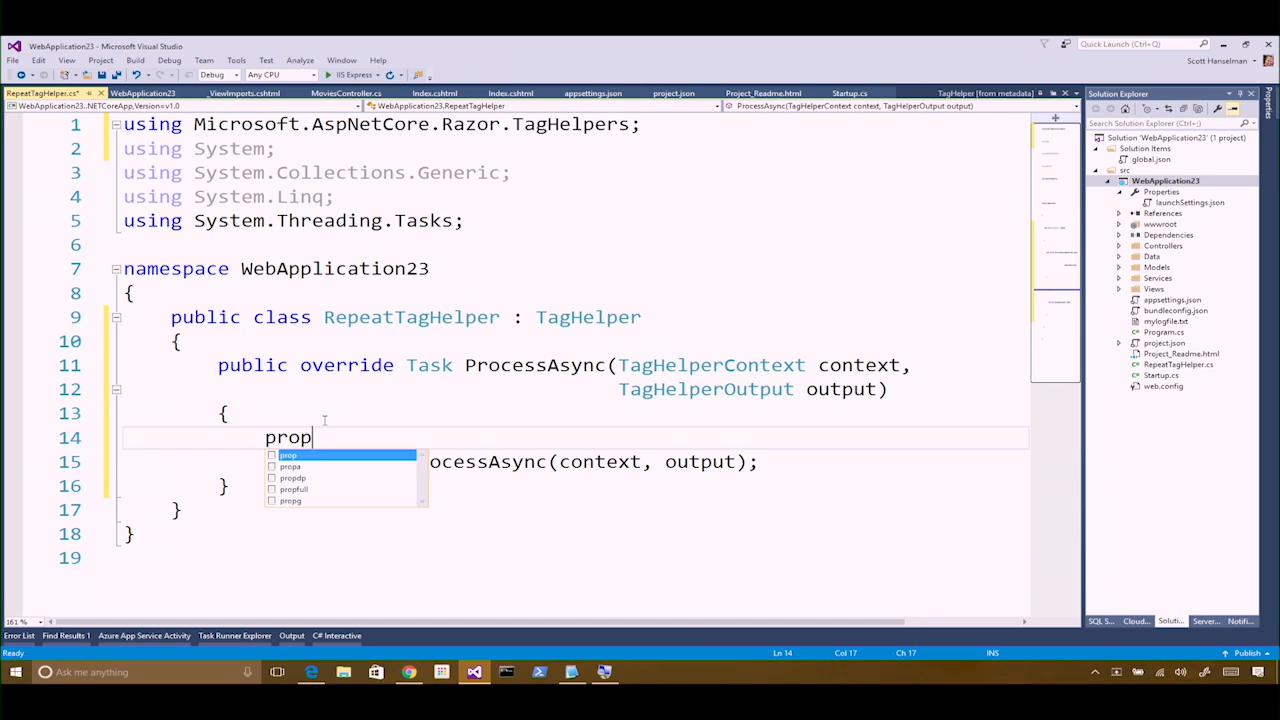 WebApplication23 - Microsoft Visual Studio
Quick Launch (Ctrl+Q)
File Edit View Project Build Debug Team Tools Test Analyze Window Help
Scott Hanselman
Debug Any CPU IIS Express
RepeatTagHelper.cs* WebApplication23 _ViewImports.cshtml MoviesController.cs Index.cshtml Index.cshtml appsettings.json project.json Project_Readme.html Startup.cs TagHelper [from metadata]
WebApplication23..NETCoreApp,Version=v1.0 WebApplication23.RepeatTagHelper ProcessAsync(TagHelperContext context, TagHelperOutput output)
1 using Microsoft.AspNetCore.Razor.TagHelpers;
2 using System;
3 using System.Collections.Generic;
4 using System.Linq;
5 using System.Threading.Tasks;
6
7 namespace WebApplication23
8 {
9 public class RepeatTagHelper : TagHelper
10 {
11 public override Task ProcessAsync(TagHelperContext context,
12 TagHelperOutput output)
13 {
14 prop
15 ocessAsync(context, output);
16 }
17 }
18 }
19
prop
propa
propdp
propfull
propg
161 %
Solution Explorer
Search Solution Explorer (Ctrl+;)
Solution 'WebApplication23' (1 project)
Solution Items
global.json
src
WebApplication23
Properties
launchSettings.json
References
wwwroot
Dependencies
Controllers
Data
Models
Services
Views
appsettings.json
bundleconfig.json
mylogfile.txt
Program.cs
project.json
Project_Readme.html
RepeatTagHelper.cs
Startup.cs
web.config
SQL S... Cloud... Soluti... Server... Notifi...
Properties
Error List Find Results 1 Azure App Service Activity Task Runner Explorer Output C# Interactive
Ready Ln 14 Col 17 Ch 17 INS Publish
Ask me anything